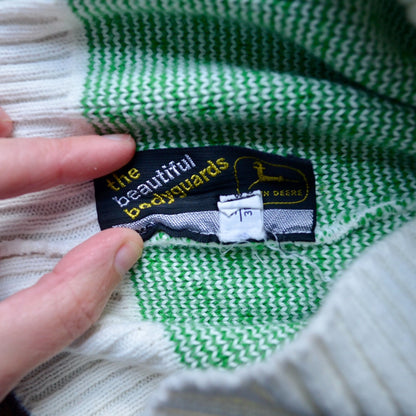 the
beautiful
bodyguards
N DEERE